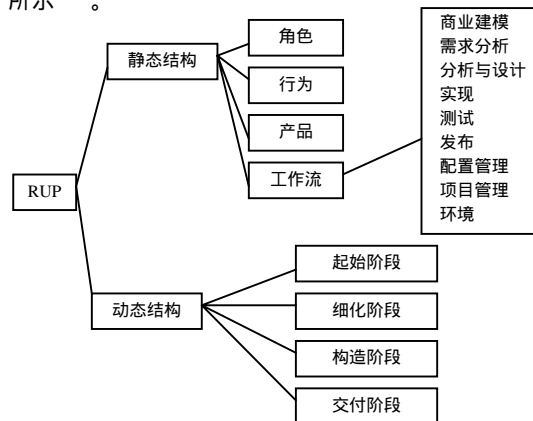 所示 。
RUP
静态结构
角色
行为
产品
工作流
商业建模
需求分析
分析与设计
实现
测试
发布
配置管理
项目管理
环境
动态结构
起始阶段
细化阶段
构造阶段
交付阶段